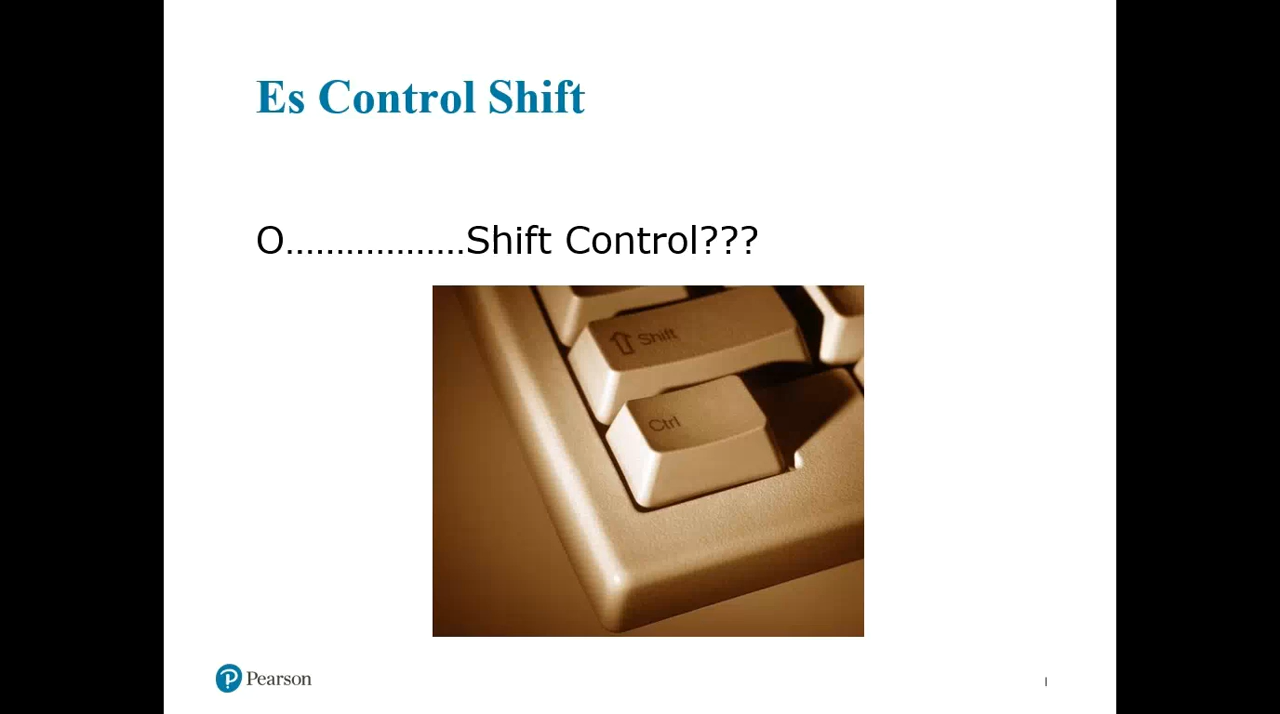 Es Control Shift
O.................Shift Control???
Shift
Ctrl
Pearson
I